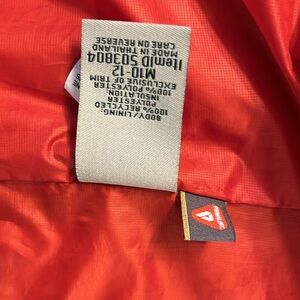 BODY/LINING:
100% RECYCLED
POLYESTER
INSULATION:
100% POLYESTER
EXCLUSIVE OF TRIM
M10-12
ItemID 503804
MADE IN THAILAND
CARE ON REVERSE